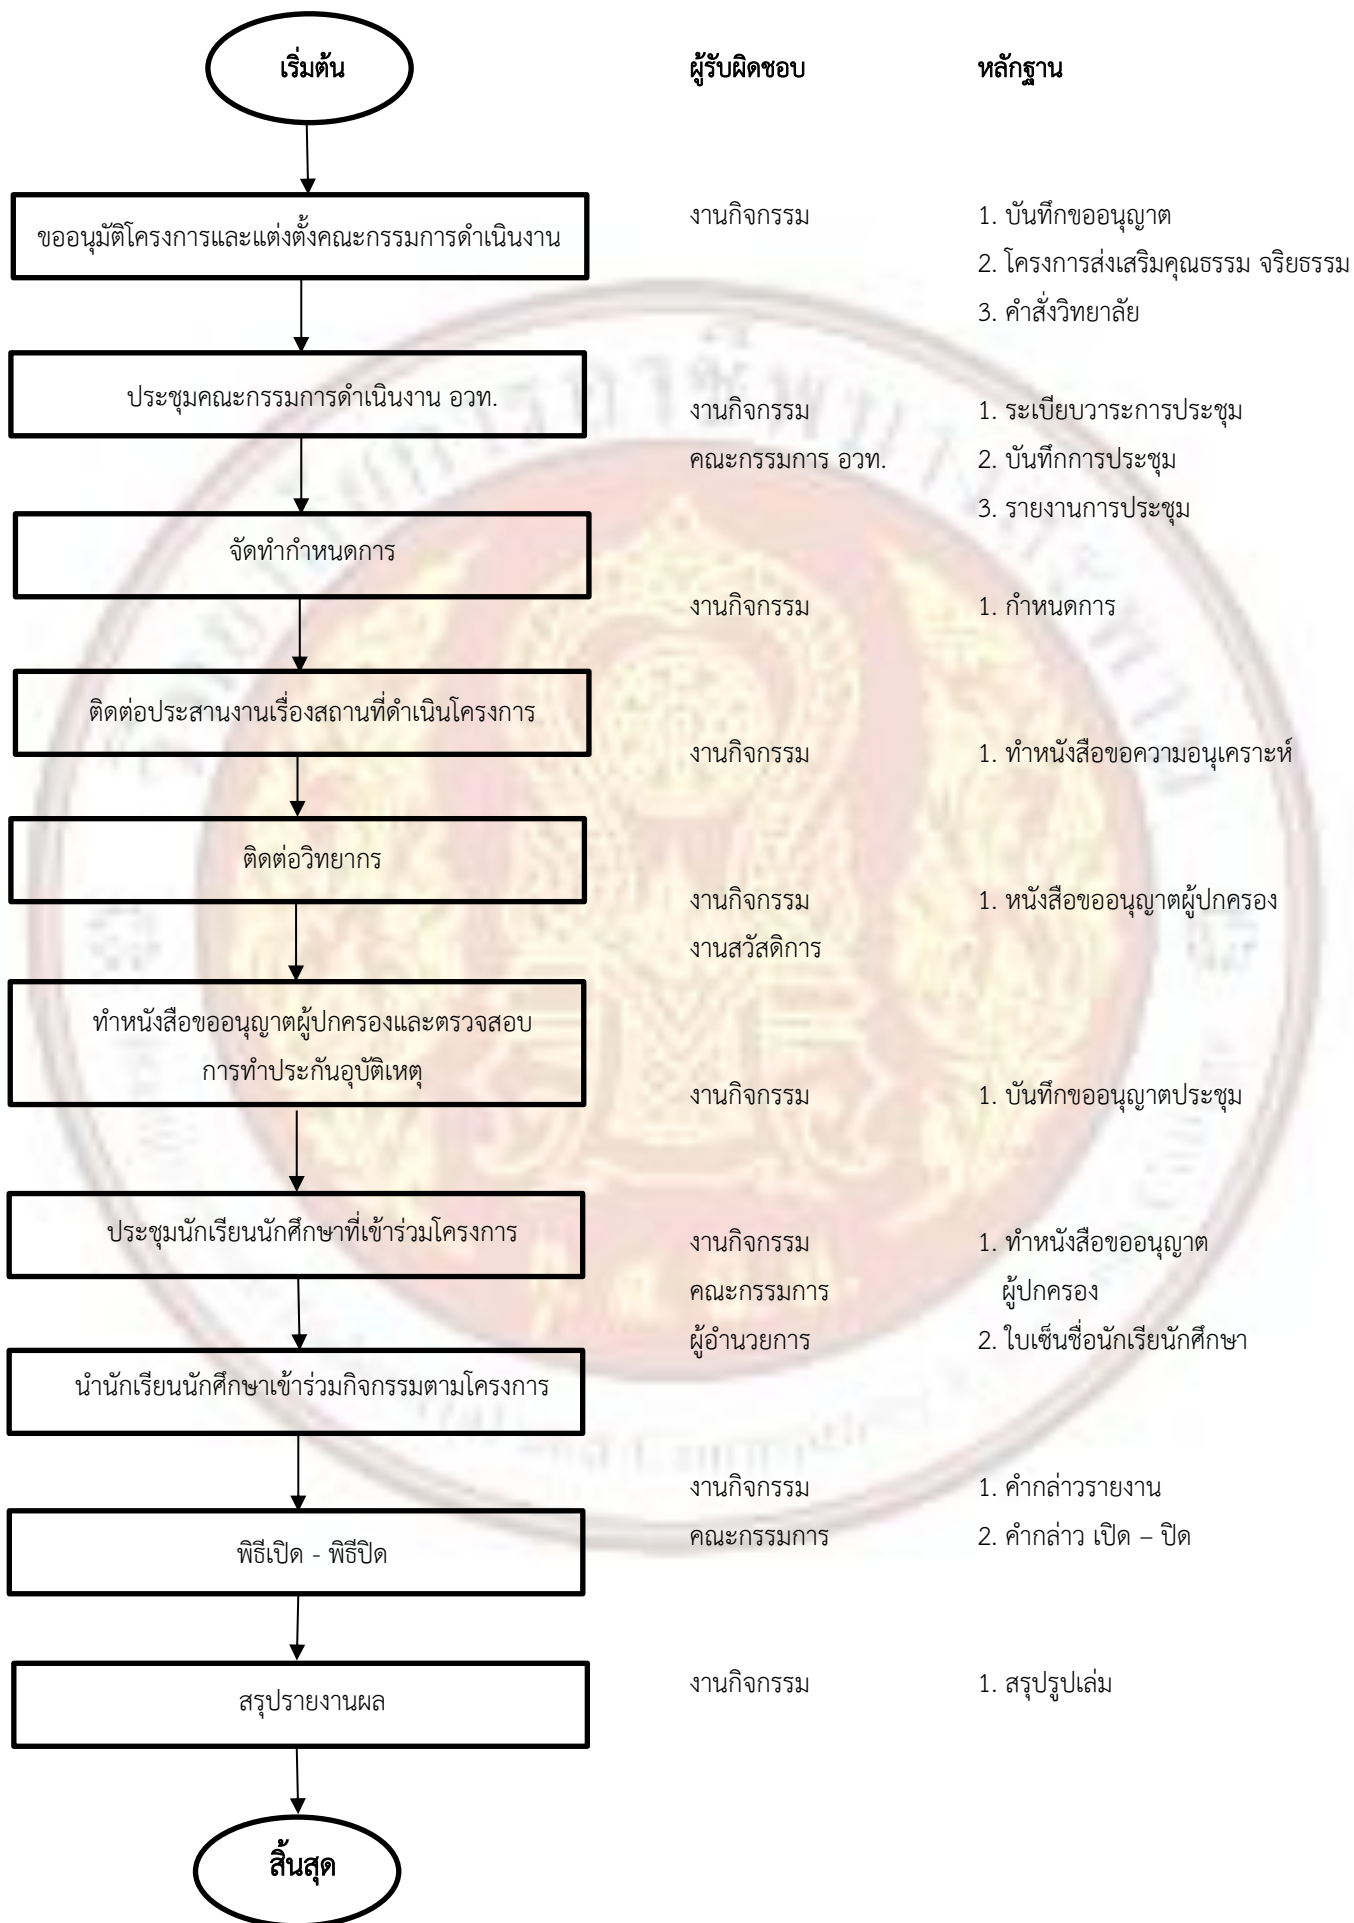 เริ่มต้น ผู้รับผิดชอบ หลักฐาน
ขออนุมัติโครงการและแต่งตั้งคณะกรรมการดำเนินงาน งานกิจกรรม 1. บันทึกขออนุญาต
2. โครงการส่งเสริมคุณธรรม จริยธรรม
3. คำสั่งวิทยาลัย
ประชุมคณะกรรมการดำเนินงาน อวท. งานกิจกรรม 1. ระเบียบวาระการประชุม
คณะกรรมการ อวท. 2. บันทึกการประชุม
3. รายงานการประชุม
จัดทำกำหนดการ
งานกิจกรรม 1. กำหนดการ
ติดต่อประสานงานเรื่องสถานที่ดำเนินโครงการ
งานกิจกรรม 1. ทำหนังสือขอความอนุเคราะห์
ติดต่อวิทยากร
งานกิจกรรม 1. หนังสือขออนุญาตผู้ปกครอง
งานสวัสดิการ
ทำหนังสือขออนุญาตผู้ปกครองและตรวจสอบ
การทำประกันอุบัติเหตุ
งานกิจกรรม 1. บันทึกขออนุญาตประชุม
ประชุมนักเรียนนักศึกษาที่เข้าร่วมโครงการ
งานกิจกรรม 1. ทำหนังสือขออนุญาต
คณะกรรมการ ผู้ปกครอง
ผู้อำนวยการ 2. ใบเซ็นชื่อนักเรียนักศึกษา
นำนักเรียนนักศึกษาเข้าร่วมกิจกรรมตามโครงการ
งานกิจกรรม 1. คำกล่าวรายงาน
คณะกรรมการ 2. คำกล่าว เปิด – ปิด
พิธีเปิด - พิธีปิด
งานกิจกรรม 1. สรุปรูปเล่ม
สรุปรายงานผล
สิ้นสุด